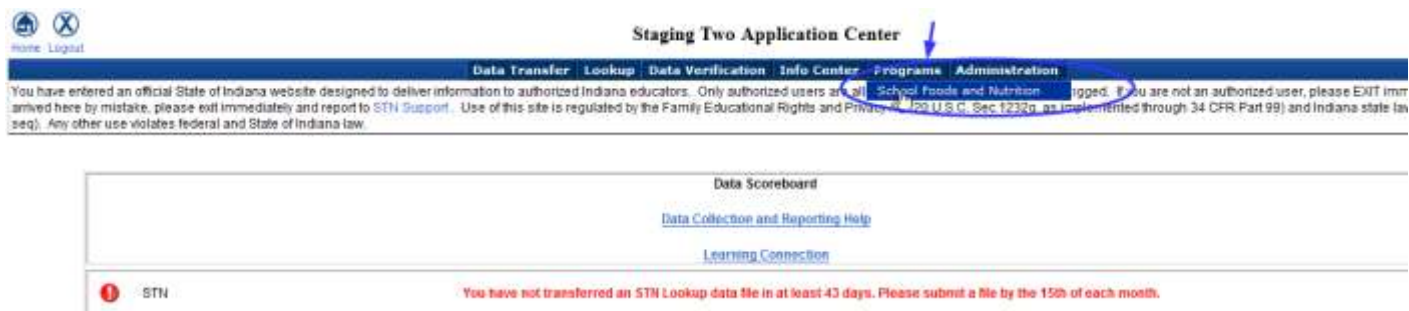 Home Logout
Staging Two Application Center
Data Transfer Lookup Data Verification Info Center Programs Administration
You have entered an official State of Indiana website designed to deliver information to authorized Indiana educators. Only authorized users are all School Foods and Nutrition gged. If you are not an authorized user, please EXIT imm
arrived here by mistake, please exit immediately and report to STN Support. Use of this site is regulated by the Family Educational Rights and Privacy 20 U.S.C. Sec 1232g, as implemented through 34 CFR Part 99) and Indiana state law
seq). Any other use violates federal and State of Indiana law.
Data Scoreboard
Data Collection and Reporting Help
Learning Connection
STN You have not transferred an STN Lookup data file in at least 43 days. Please submit a file by the 15th of each month.